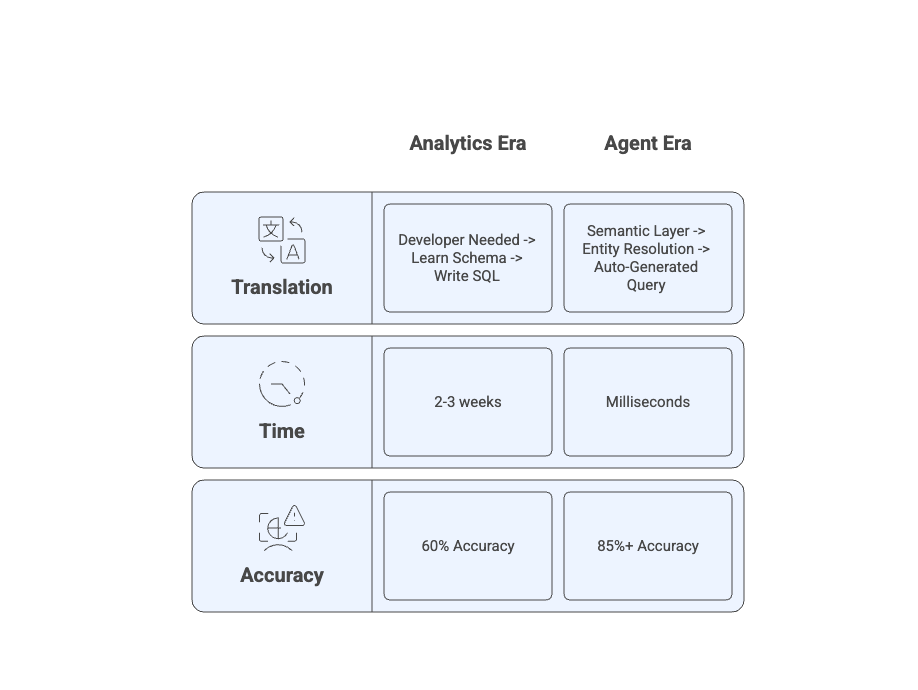 Analytics Era
Agent Era
文
A
Translation
Developer Needed ->
Learn Schema ->
Write SQL
Semantic Layer ->
Entity Resolution ->
Auto-Generated
Query
Time
2-3 weeks
Milliseconds
Accuracy
60% Accuracy
85%+ Accuracy